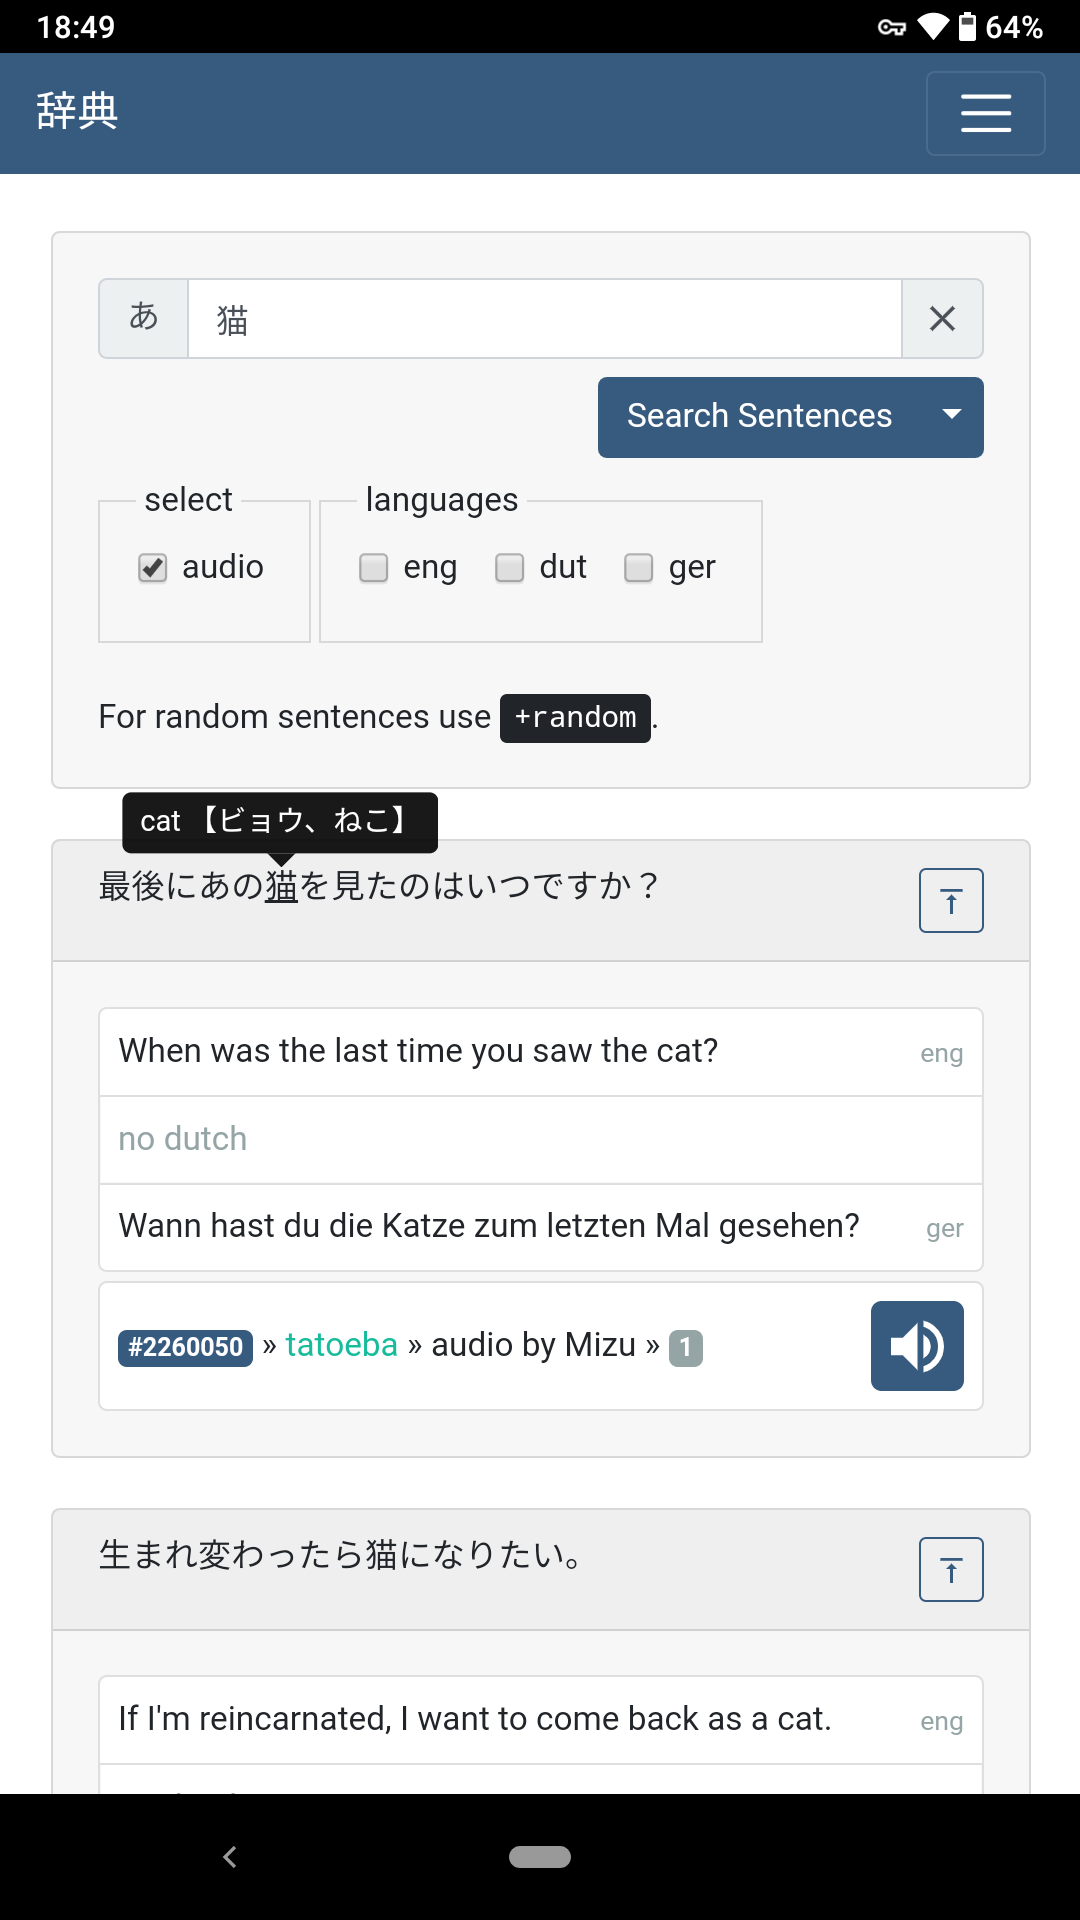 18:49 64%
辞典
あ 猫
Search Sentences
select languages
audio eng dut ger
For random sentences use +random.
cat 【ビョウ、ねこ】
最後にあの猫を見たのはいつですか？
When was the last time you saw the cat? eng
no dutch
Wann hast du die Katze zum letzten Mal gesehen? ger
#2260050 » tatoeba » audio by Mizu » 1
生まれ変わったら猫になりたい。
If I'm reincarnated, I want to come back as a cat. eng